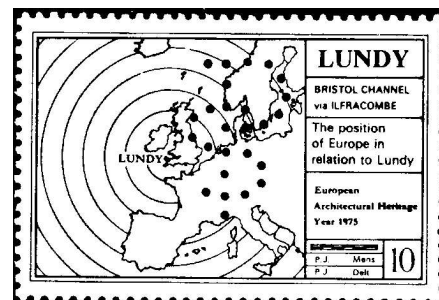 LUNDY
BRISTOL CHANNEL
via ILFRACOMBE
The position
of Europe in
relation to Lundy
European
Architectural Heritage
Year 1975
P.J. Mens
P.J. Delt
10
LUNDY